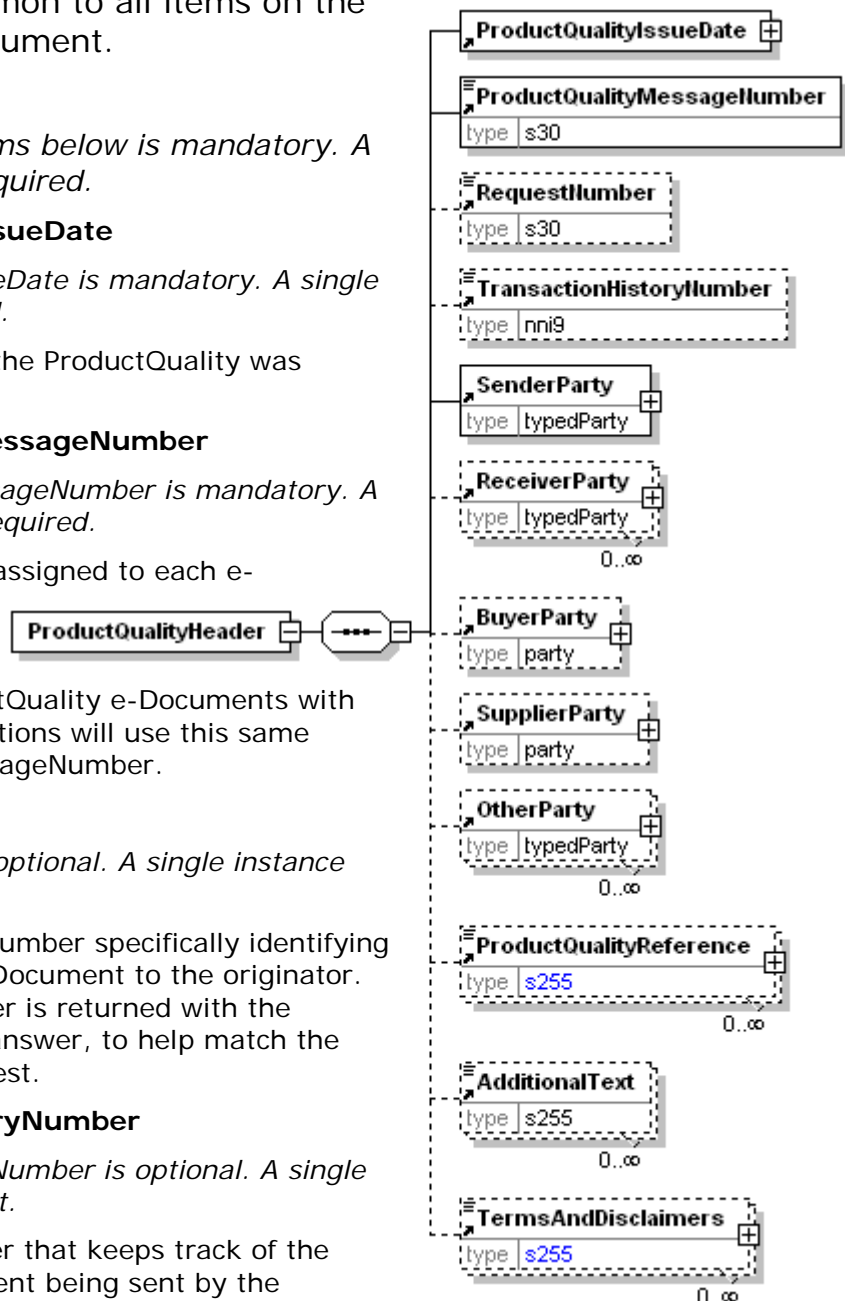 mon to all items on the
cument.
ms below is mandatory. A
quired.
sueDate
eDate is mandatory. A single
.
the ProductQuality was
essageNumber
sageNumber is mandatory. A
equired.
assigned to each e-
tQuality e-Documents with
tions will use this same
ageNumber.
optional. A single instance
umber specifically identifying
Document to the originator.
er is returned with the
answer, to help match the
est.
ryNumber
Number is optional. A single
t.
er that keeps track of the
ent being sent by the
ProductQualityHeader
ProductQualityIssueDate
ProductQualityMessageNumber
type s30
RequestNumber
type s30
TransactionHistoryNumber
type nni9
SenderParty
type typedParty
ReceiverParty
type typedParty
0..∞
BuyerParty
type party
SupplierParty
type party
OtherParty
type typedParty
0..∞
ProductQualityReference
type s255
0..∞
AdditionalText
type s255
0..∞
TermsAndDisclaimers
type s255
0..∞